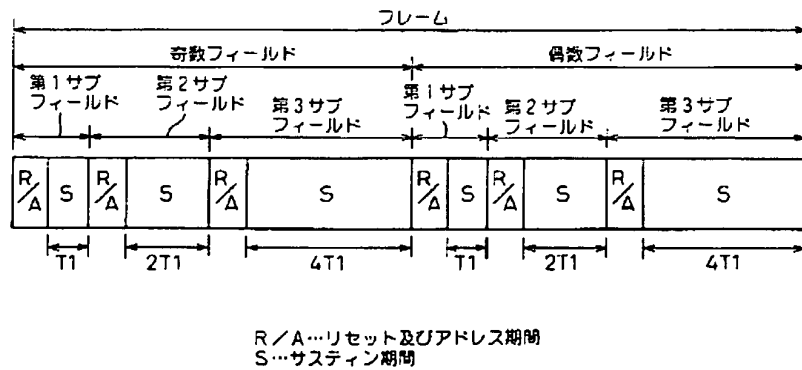 フレーム
奇数フィールド
偶数フィールド
第1サブ
フィールド
第2サブ
フィールド
第3サブ
フィールド
第1サブ
フィールド
第2サブ
フィールド
第3サブ
フィールド
R/A
S
R/A
S
R/A
S
R/A
S
R/A
S
R/A
S
T1
2T1
4T1
T1
2T1
4T1
R/A…リセット及びアドレス期間
S…サスティン期間